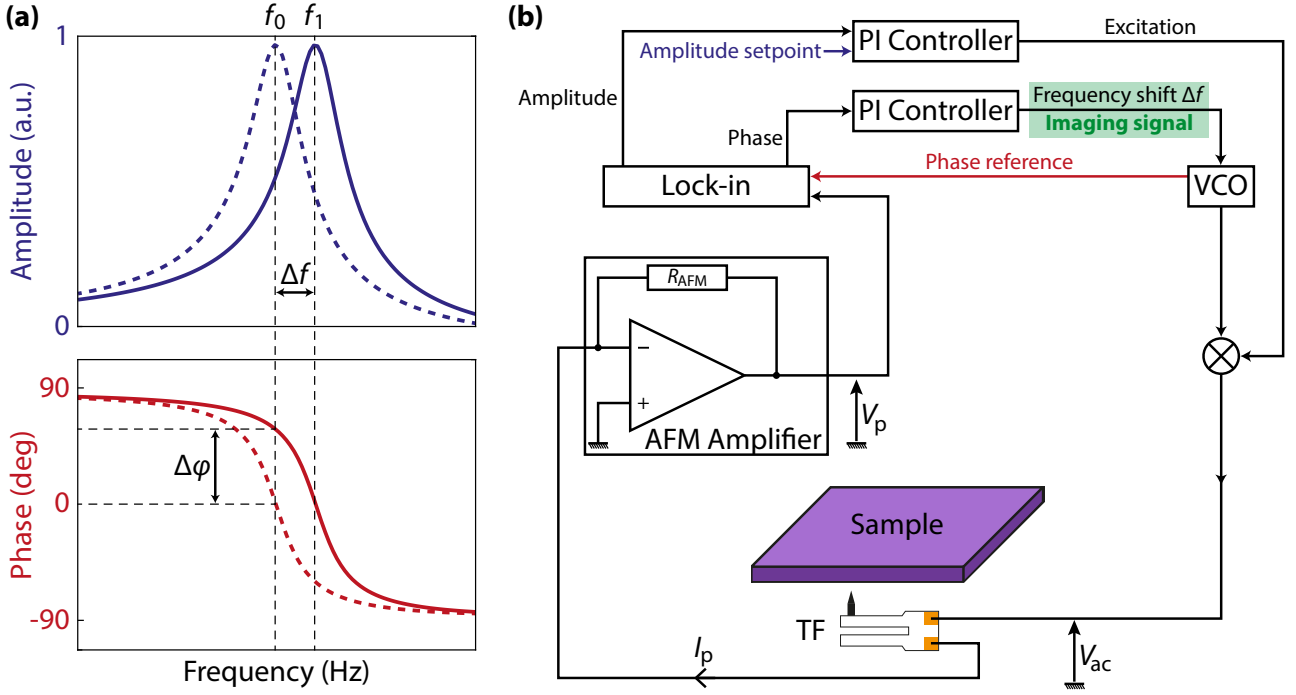 (a)
f0 f1
1
Amplitude (a.u.)
0
Δf
90
0
-90
Phase (deg)
Δφ
Frequency (Hz)
(b)
PI Controller
Excitation
Amplitude setpoint
Amplitude
PI Controller
Frequency shift Δf
Imaging signal
Phase
Phase reference
Lock-in
VCO
RAFM
−
+
AFM Amplifier
Vp
Sample
TF
Ip
Vac